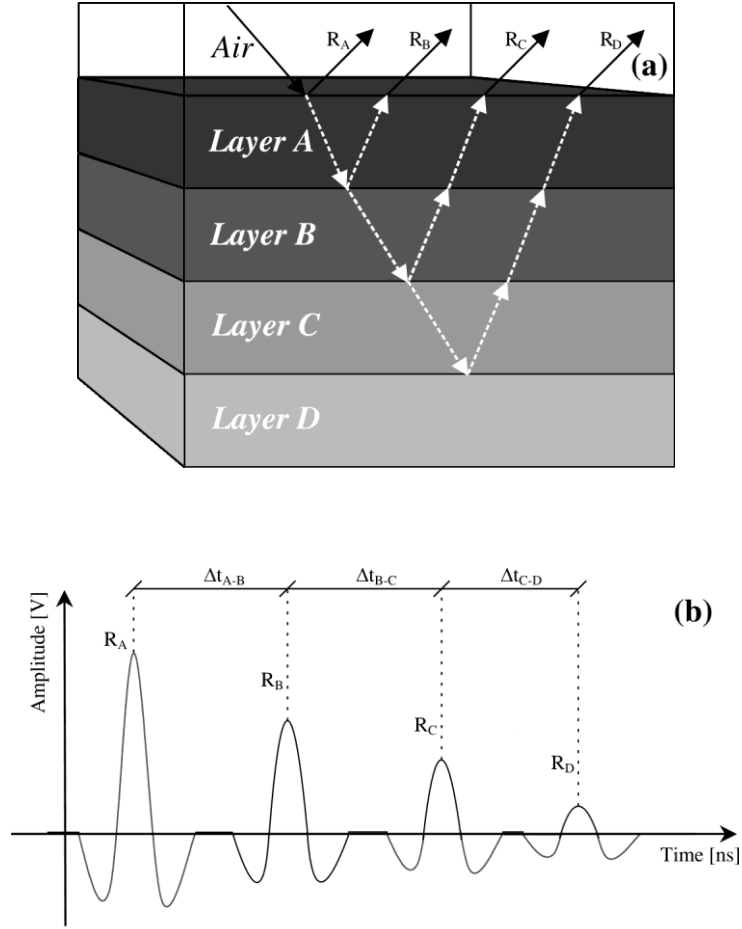 Air
R_A
R_B
R_C
R_D
(a)
Layer A
Layer B
Layer C
Layer D
Δt_A-B
Δt_B-C
Δt_C-D
(b)
Amplitude [V]
R_A
R_B
R_C
R_D
Time [ns]